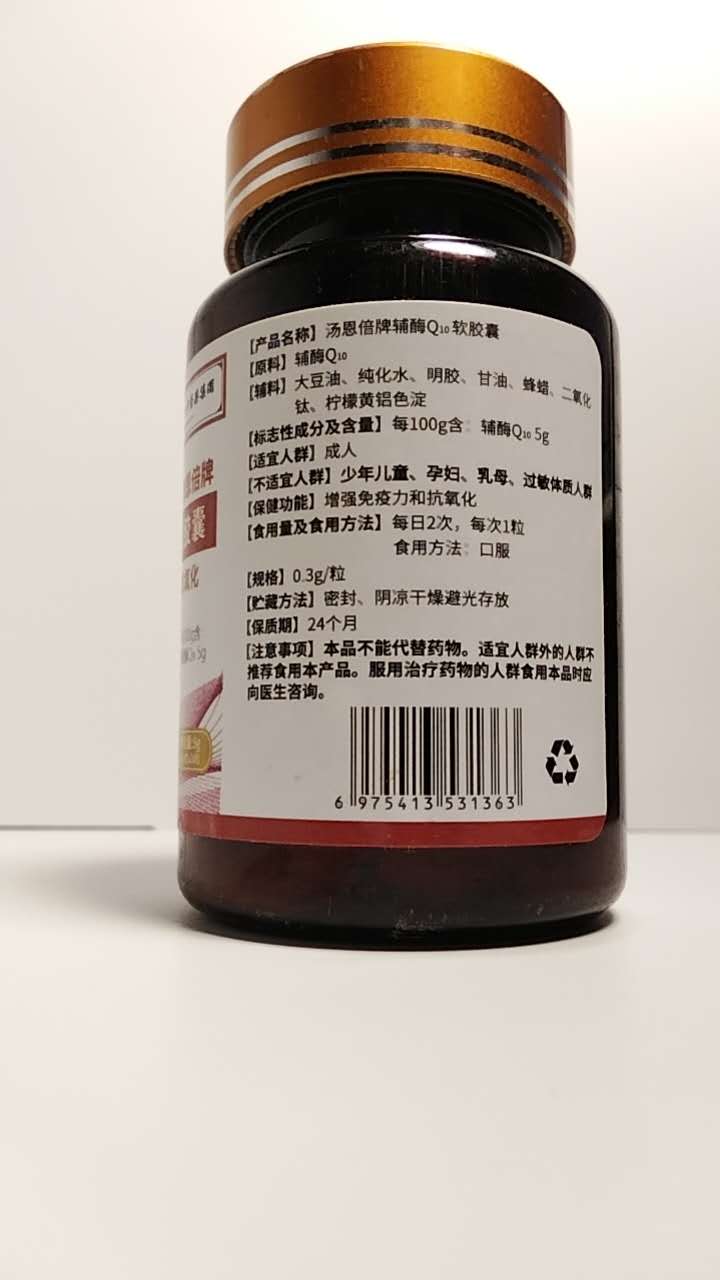 【产品名称】汤恩倍牌辅酶Q₁₀软胶囊
【原料】辅酶Q₁₀
【辅料】大豆油、纯化水、明胶、甘油、蜂蜡、二氧化
钛、柠檬黄铝色淀
【标志性成分及含量】每100g含：辅酶Q₁₀ 5g
【适宜人群】成人
【不适宜人群】少年儿童、孕妇、乳母、过敏体质人群
【保健功能】增强免疫力和抗氧化
【食用量及食用方法】每日2次，每次1粒
食用方法：口服
【规格】0.3g/粒
【贮藏方法】密封、阴凉干燥避光存放
【保质期】24个月
【注意事项】本品不能代替药物。适宜人群外的人群不
推荐食用本产品。服用治疗药物的人群食用本品时应
向医生咨询。
6 975413 531363
集团
倍牌
囊
氧化
5g